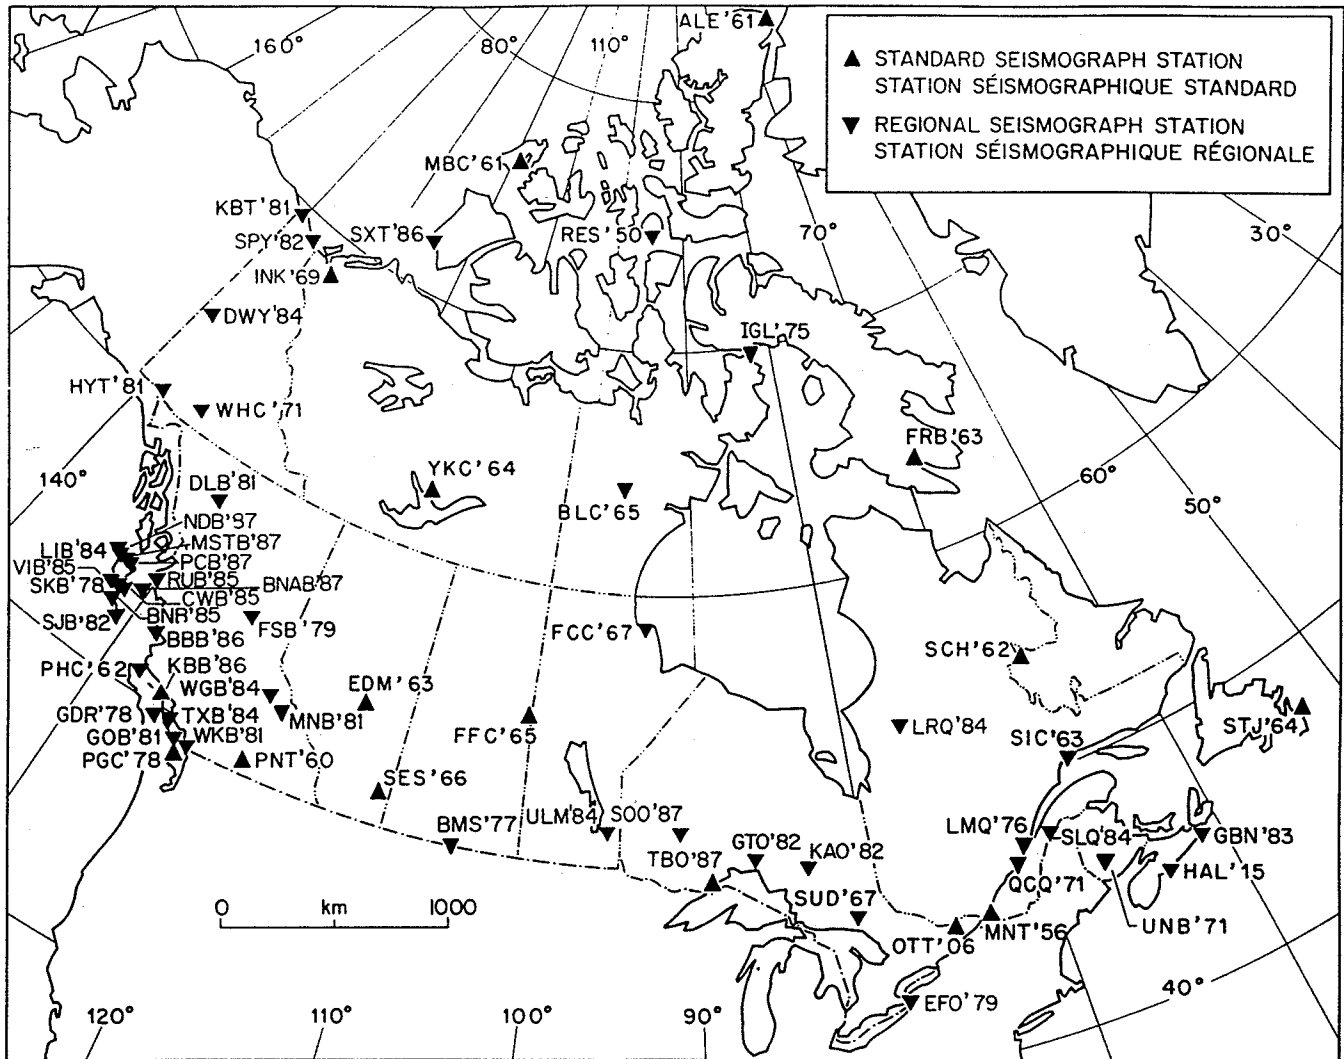 ALE'61
160°
80°
110°
STANDARD SEISMOGRAPH STATION
STATION SÉISMOGRAPHIQUE STANDARD
REGIONAL SEISMOGRAPH STATION
STATION SÉISMOGRAPHIQUE RÉGIONALE
MBC'61
KBT'81
SPY'82
SXT'86
RES'50
70°
30°
INK'69
DWY'84
IGL'75
HYT'81
WHC'71
FRB'63
140°
YKC'64
60°
50°
DLB'81
BLC'65
NDB'87
LIB'84
MSTB'87
PCB'87
VIB'85
RUB'85
BNAB'87
SKB'78
CWB'85
SJB'82
BNB'85
FSB'79
BBB'86
FCC'67
SCH'62
PHC'62
KBB'86
WGB'84
EDM'63
GDR'78
TXB'84
MNB'81
FFC'65
LRQ'84
STJ'64
GOB'81
WKB'81
SIC'63
PGC'78
PNT'60
SES'66
BMS'77
ULM'84
SOO'87
LMQ'76
SLQ'84
GBN'83
TBO'87
GTO'82
KAO'82
QCQ'71
HAL'15
SUD'67
0 km 1000
OTT'06
MNT'56
UNB'71
EFO'79
40°
120°
110°
100°
90°